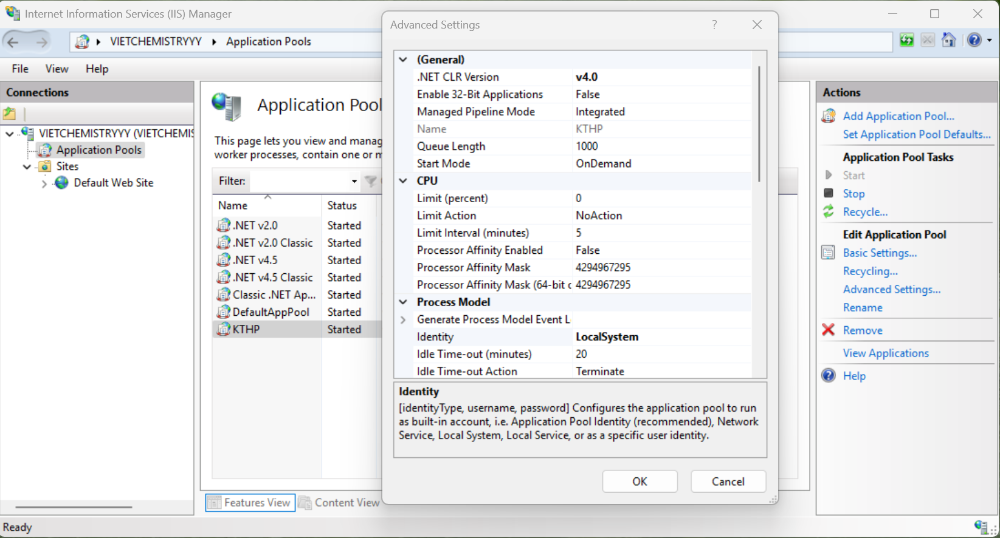 Internet Information Services (IIS) Manager
VIETCHEMISTRYYY
Application Pools
File
View
Help
Connections
VIETCHEMISTRYYY (VIETCHEMIS
Application Pools
Sites
Default Web Site
Application Pool
This page lets you view and manag
worker processes, contain one or m
Filter:
Name
Status
.NET v2.0
Started
.NET v2.0 Classic
Started
.NET v4.5
Started
.NET v4.5 Classic
Started
Classic .NET Ap...
Started
DefaultAppPool
Started
KTHP
Started
Features View
Content View
Ready
Advanced Settings
?
(General)
.NET CLR Version
v4.0
Enable 32-Bit Applications
False
Managed Pipeline Mode
Integrated
Name
KTHP
Queue Length
1000
Start Mode
OnDemand
CPU
Limit (percent)
0
Limit Action
NoAction
Limit Interval (minutes)
5
Processor Affinity Enabled
False
Processor Affinity Mask
4294967295
Processor Affinity Mask (64-bit o
4294967295
Process Model
Generate Process Model Event L
Identity
LocalSystem
Idle Time-out (minutes)
20
Idle Time-out Action
Terminate
Identity
[identityType, username, password] Configures the application pool to run
as built-in account, i.e. Application Pool Identity (recommended), Network
Service, Local System, Local Service, or as a specific user identity.
OK
Cancel
Actions
Add Application Pool...
Set Application Pool Defaults...
Application Pool Tasks
Start
Stop
Recycle...
Edit Application Pool
Basic Settings...
Recycling...
Advanced Settings...
Rename
Remove
View Applications
Help